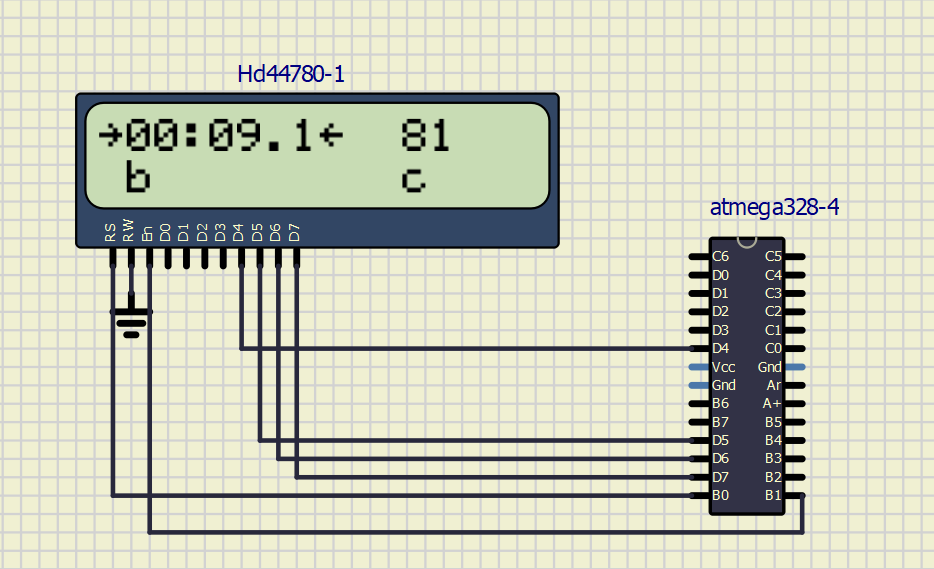 Hd44780-1
→00:09.1← 81
b c
RS RW En D0 D1 D2 D3 D4 D5 D6 D7
atmega328-4
C6 C5
D0 C4
D1 C3
D2 C2
D3 C1
D4 C0
Vcc Gnd
Gnd Ar
B6 A+
B7 B5
D5 B4
D6 B3
D7 B2
B0 B1